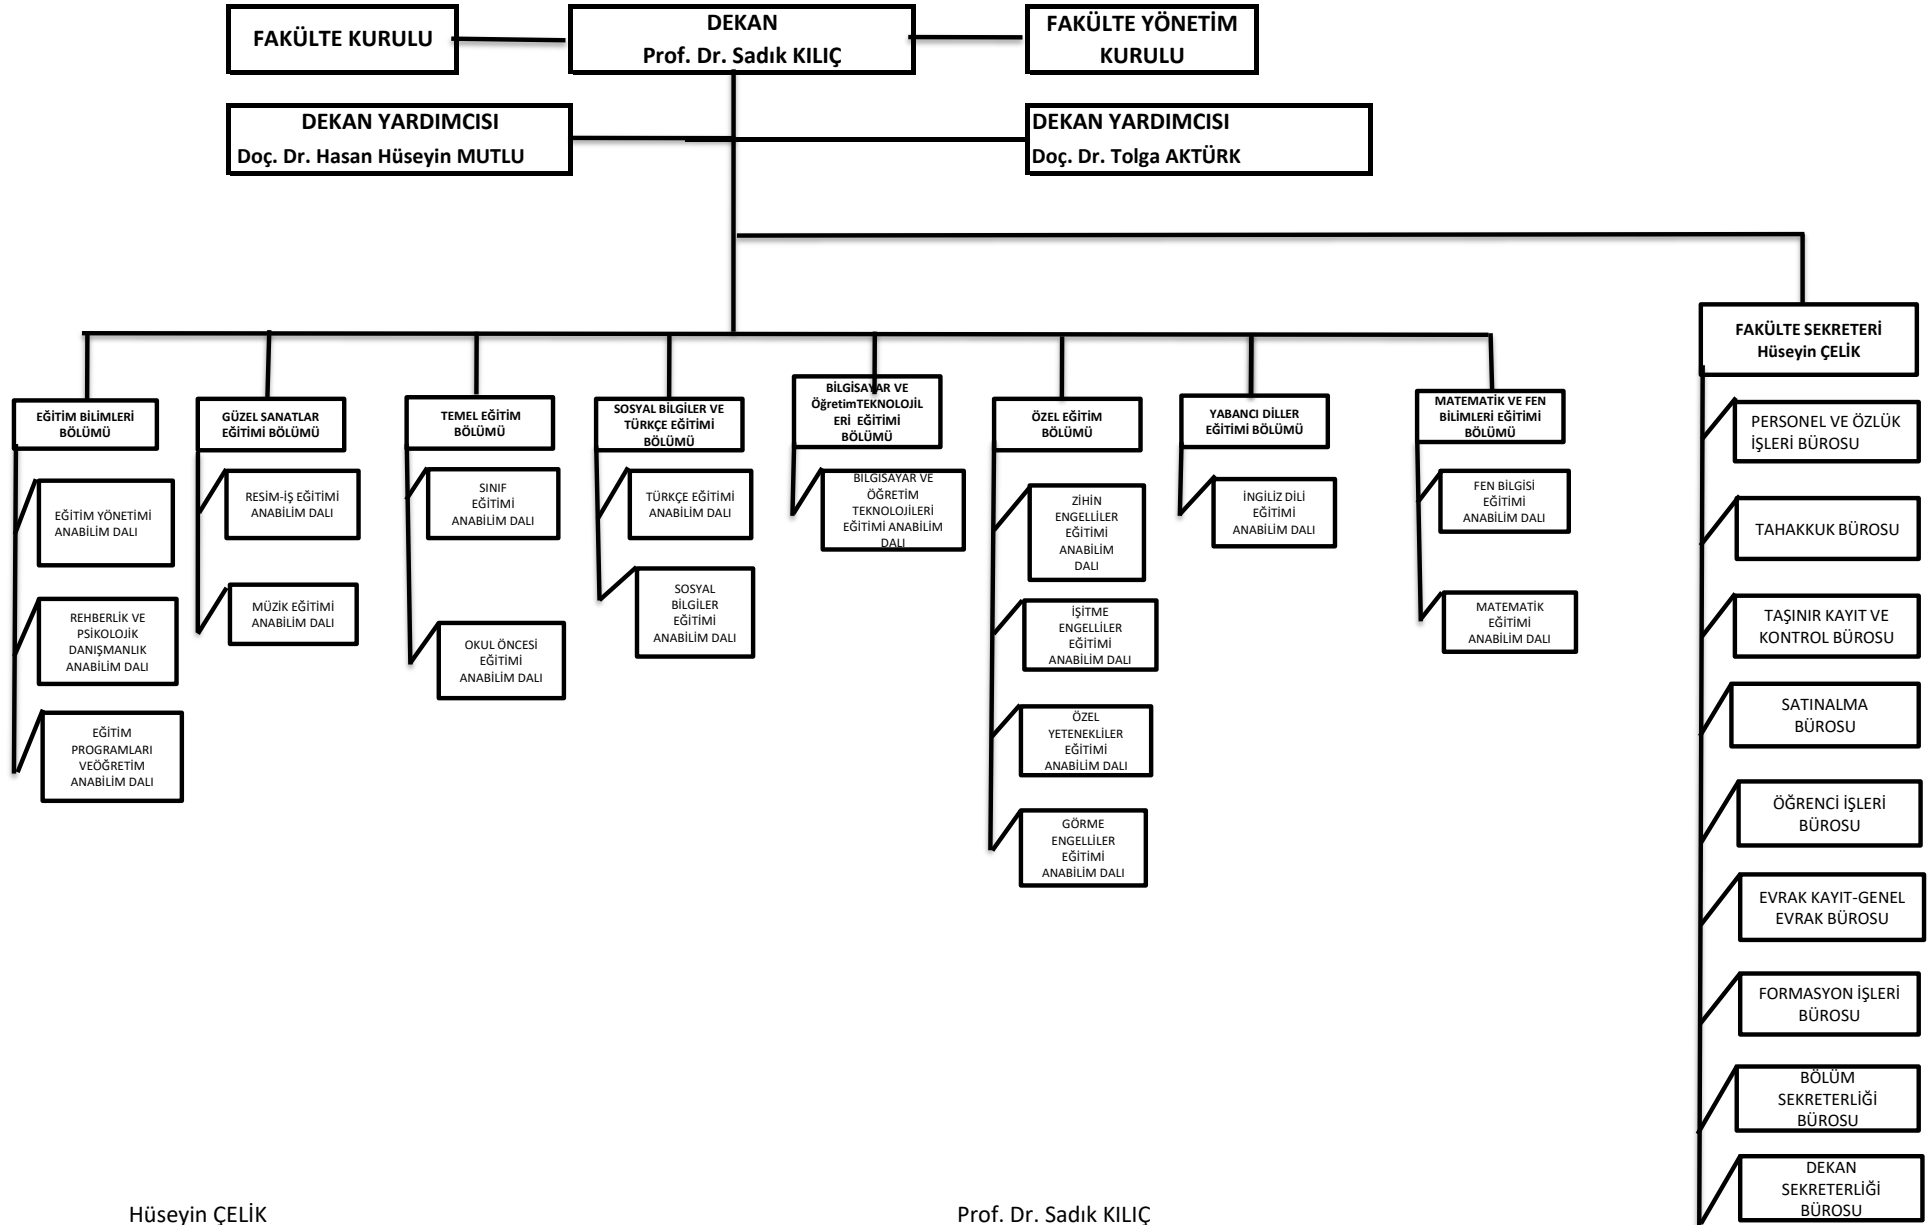 FAKÜLTE KURULU
DEKAN
Prof. Dr. Sadık KILIÇ
FAKÜLTE YÖNETİM
KURULU
DEKAN YARDIMCISI
Doç. Dr. Hasan Hüseyin MUTLU
DEKAN YARDIMCISI
Doç. Dr. Tolga AKTÜRK
FAKÜLTE SEKRETERİ
Hüseyin ÇELİK
EĞİTİM BİLİMLERİ
BÖLÜMÜ
GÜZEL SANATLAR
EĞİTİMİ BÖLÜMÜ
TEMEL EĞİTİM
BÖLÜMÜ
SOSYAL BİLGİLER VE
TÜRKÇE EĞİTİMİ
BÖLÜMÜ
BİLGİSAYAR VE
ÖğretimTEKNOLOJİL
ERİ EĞİTİMİ
BÖLÜMÜ
ÖZEL EĞİTİM
BÖLÜMÜ
YABANCI DİLLER
EĞİTİMİ BÖLÜMÜ
MATEMATİK VE FEN
BİLİMLERİ EĞİTİMİ
BÖLÜMÜ
EĞİTİM YÖNETİMİ
ANABİLİM DALI
REHBERLİK VE
PSİKOLOJİK
DANIŞMANLIK
ANABİLİM DALI
EĞİTİM
PROGRAMLARI
VEÖĞRETİM
ANABİLİM DALI
RESİM-İŞ EĞİTİMİ
ANABİLİM DALI
MÜZİK EĞİTİMİ
ANABİLİM DALI
SINIF
EĞİTİMİ
ANABİLİM DALI
OKUL ÖNCESİ
EĞİTİMİ
ANABİLİM DALI
TÜRKÇE EĞİTİMİ
ANABİLİM DALI
SOSYAL
BİLGİLER
EĞİTİMİ
ANABİLİM DALI
BİLGİSAYAR VE
ÖĞRETİM
TEKNOLOJİLERİ
EĞİTİMİ ANABİLİM
DALI
ZİHİN
ENGELLİLER
EĞİTİMİ
ANABİLİM
DALI
İŞİTME
ENGELLİLER
EĞİTİMİ
ANABİLİM DALI
ÖZEL
YETENEKLİLER
EĞİTİMİ
ANABİLİM DALI
GÖRME
ENGELLİLER
EĞİTİMİ
ANABİLİM DALI
İNGİLİZ DİLİ
EĞİTİMİ
ANABİLİM DALI
FEN BİLGİSİ
EĞİTİMİ
ANABİLİM DALI
MATEMATİK
EĞİTİMİ
ANABİLİM DALI
PERSONEL VE ÖZLÜK
İŞLERİ BÜROSU
TAHAKKUK BÜROSU
TAŞINIR KAYIT VE
KONTROL BÜROSU
SATINALMA
BÜROSU
ÖĞRENCİ İŞLERİ
BÜROSU
EVRAK KAYIT-GENEL
EVRAK BÜROSU
FORMASYON İŞLERİ
BÜROSU
BÖLÜM
SEKRETERLİĞİ
BÜROSU
DEKAN
SEKRETERLİĞİ
BÜROSU
Hüseyin ÇELİK
Prof. Dr. Sadık KILIÇ